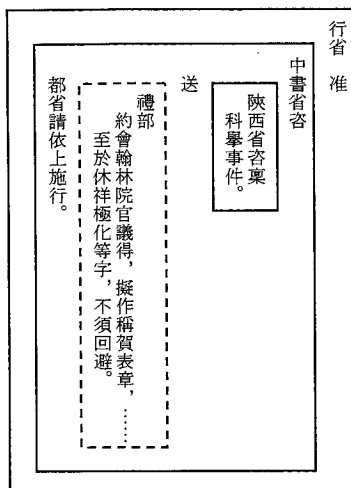 行省　准
中書省咨
陝西省咨稟
科擧事件。
送
禮部
約會翰林院官議得，擬作稱賀表章，……
至於休祥極化等字，不須回避。
都省請依上施行。